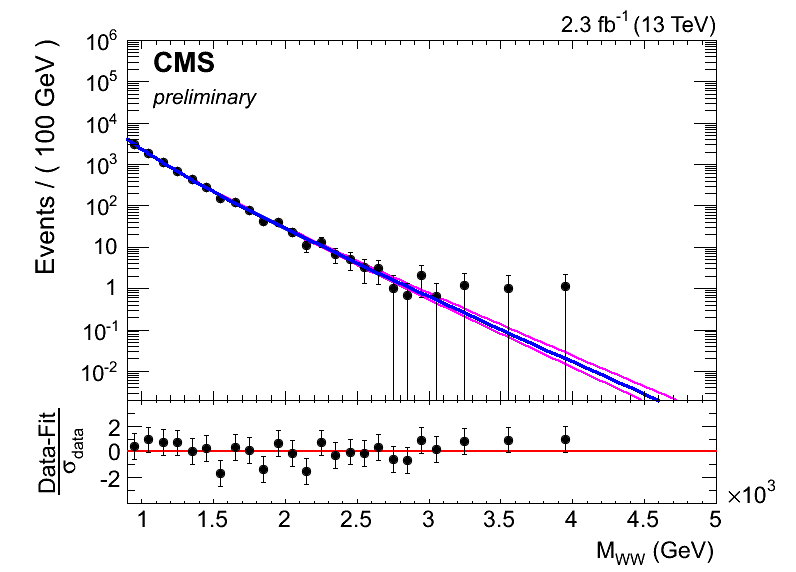 2.3 fb⁻¹ (13 TeV)
CMS
preliminary
Events / ( 100 GeV )
10⁶
10⁵
10⁴
10³
10²
10
1
10⁻¹
10⁻²
Data-Fit
σdata
2
0
-2
1 1.5 2 2.5 3 3.5 4 4.5 5
×10³
M_WW (GeV)